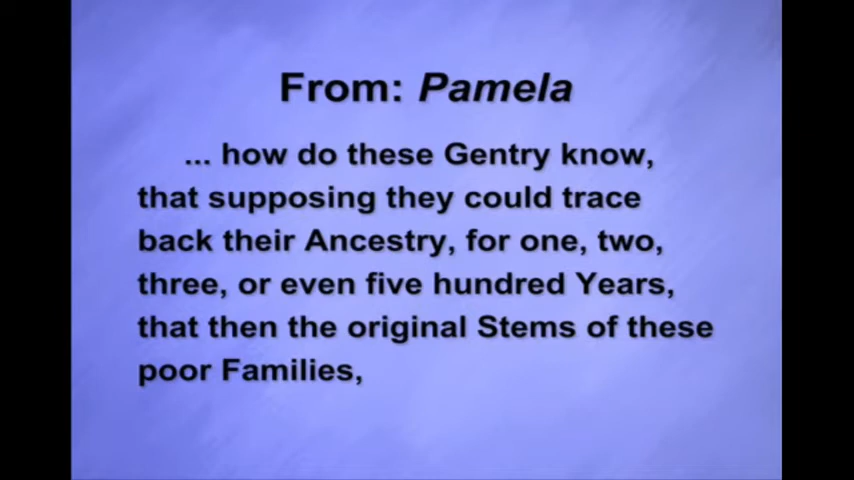 From: Pamela
... how do these Gentry know,
that supposing they could trace
back their Ancestry, for one, two,
three, or even five hundred Years,
that then the original Stems of these
poor Families,